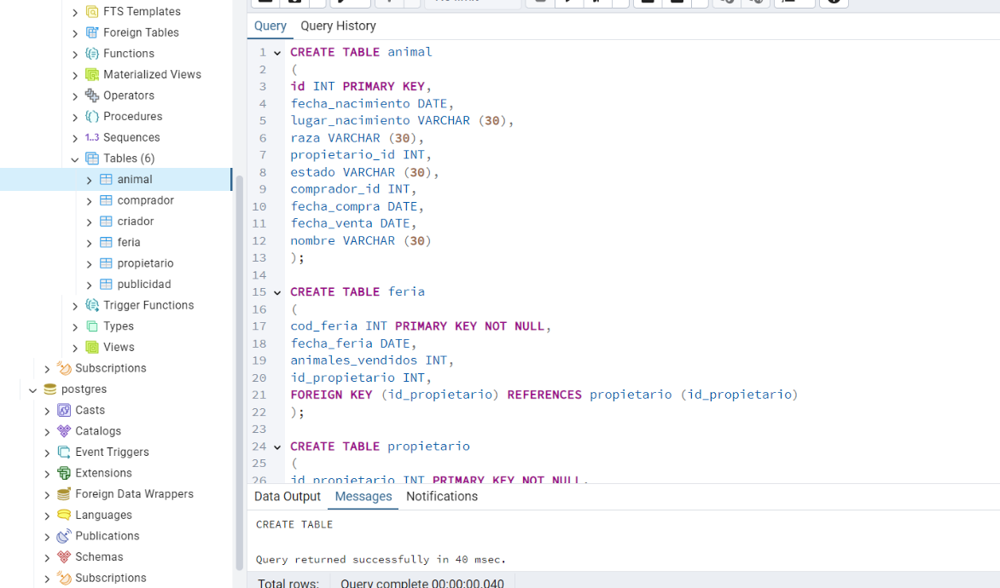 FTS Templates
Foreign Tables
Functions
Materialized Views
Operators
Procedures
1..3 Sequences
Tables (6)
animal
comprador
criador
feria
propietario
publicidad
Trigger Functions
Types
Views
Subscriptions
postgres
Casts
Catalogs
Event Triggers
Extensions
Foreign Data Wrappers
Languages
Publications
Schemas
Subscriptions
Query Query History
1 CREATE TABLE animal
2 (
3 id INT PRIMARY KEY,
4 fecha_nacimiento DATE,
5 lugar_nacimiento VARCHAR (30),
6 raza VARCHAR (30),
7 propietario_id INT,
8 estado VARCHAR (30),
9 comprador_id INT,
10 fecha_compra DATE,
11 fecha_venta DATE,
12 nombre VARCHAR (30)
13 );
14
15 CREATE TABLE feria
16 (
17 cod_feria INT PRIMARY KEY NOT NULL,
18 fecha_feria DATE,
19 animales_vendidos INT,
20 id_propietario INT,
21 FOREIGN KEY (id_propietario) REFERENCES propietario (id_propietario)
22 );
23
24 CREATE TABLE propietario
25 (
26 id_propietario INT PRIMARY KEY NOT NULL,
Data Output Messages Notifications
CREATE TABLE
Query returned successfully in 40 msec.
Total rows: Query complete 00:00:00.040